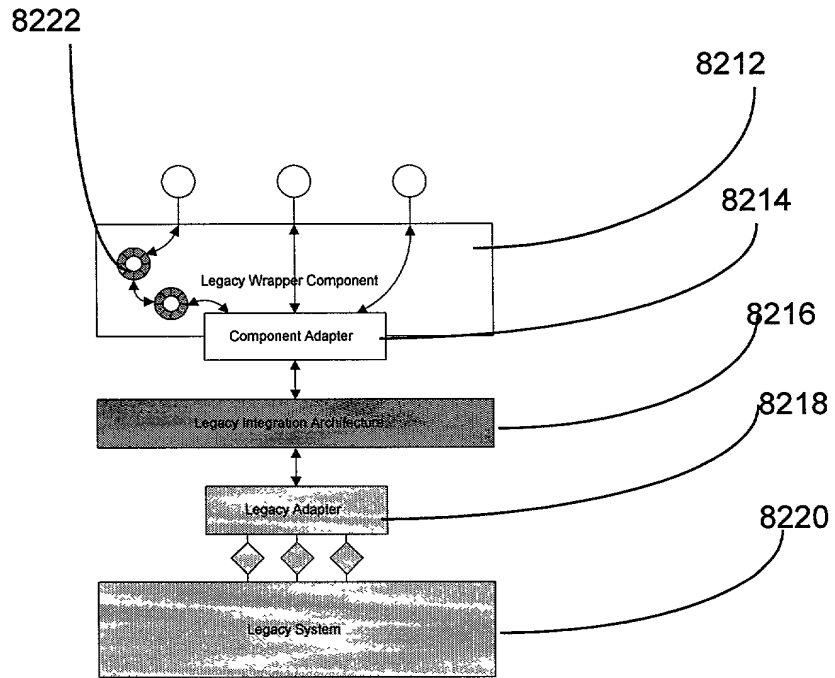 8222
8212
8214
Legacy Wrapper Component
8216
Component Adapter
8218
Legacy Integration Architecture
Legacy Adapter
8220
Legacy System